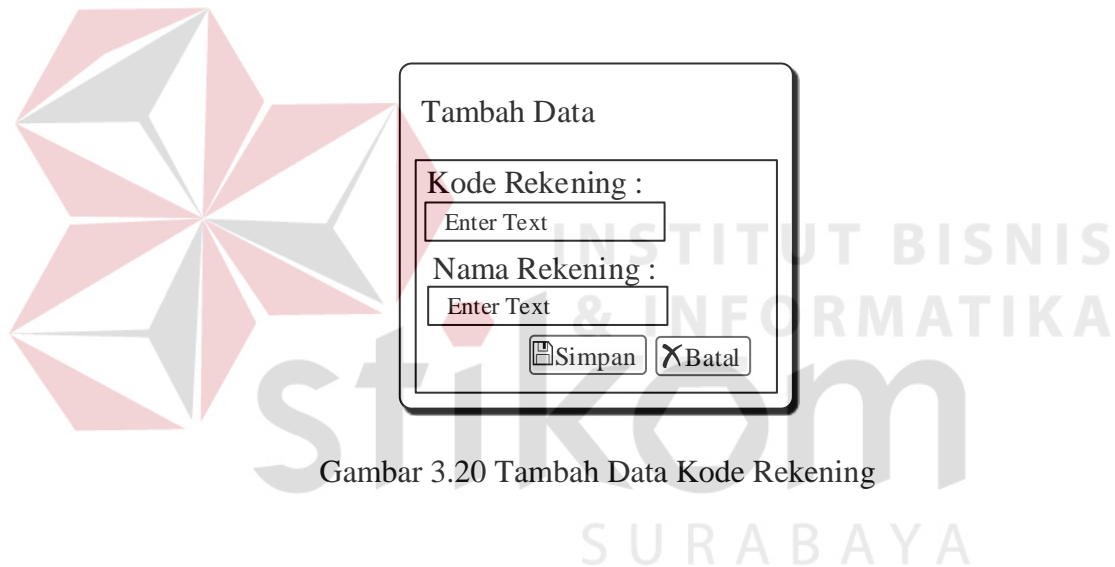 Tambah Data
Kode Rekening :
Enter Text
INSTITUT BISNIS
Nama Rekening :
Enter Text
& INFORMATIKA
Simpan
Batal
stikom
Gambar 3.20 Tambah Data Kode Rekening
SURABAYA